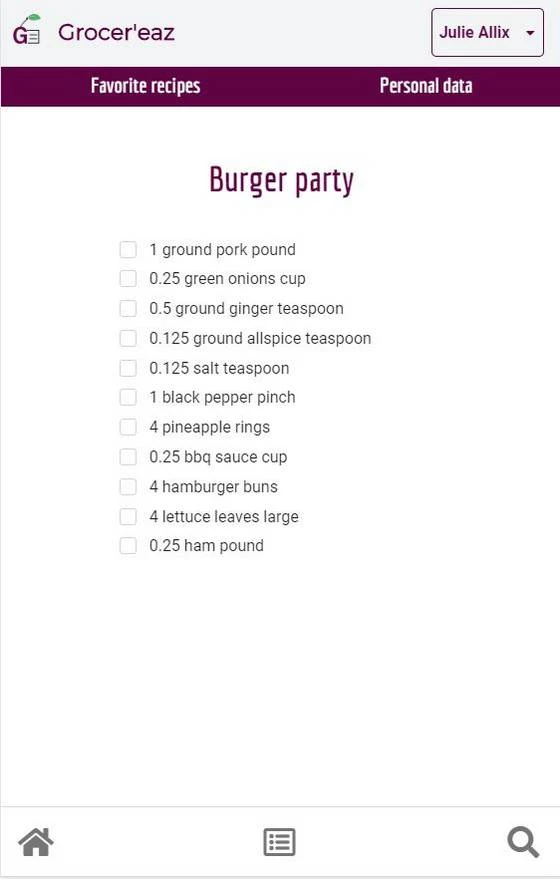 GE
Grocer'eaz
Julie Allix
Favorite recipes
Personal data
Burger party
1 ground pork pound
0.25 green onions cup
0.5 ground ginger teaspoon
0.125 ground allspice teaspoon
0.125 salt teaspoon
1 black pepper pinch
4 pineapple rings
0.25 bbq sauce cup
4 hamburger buns
4 lettuce leaves large
0.25 ham pound